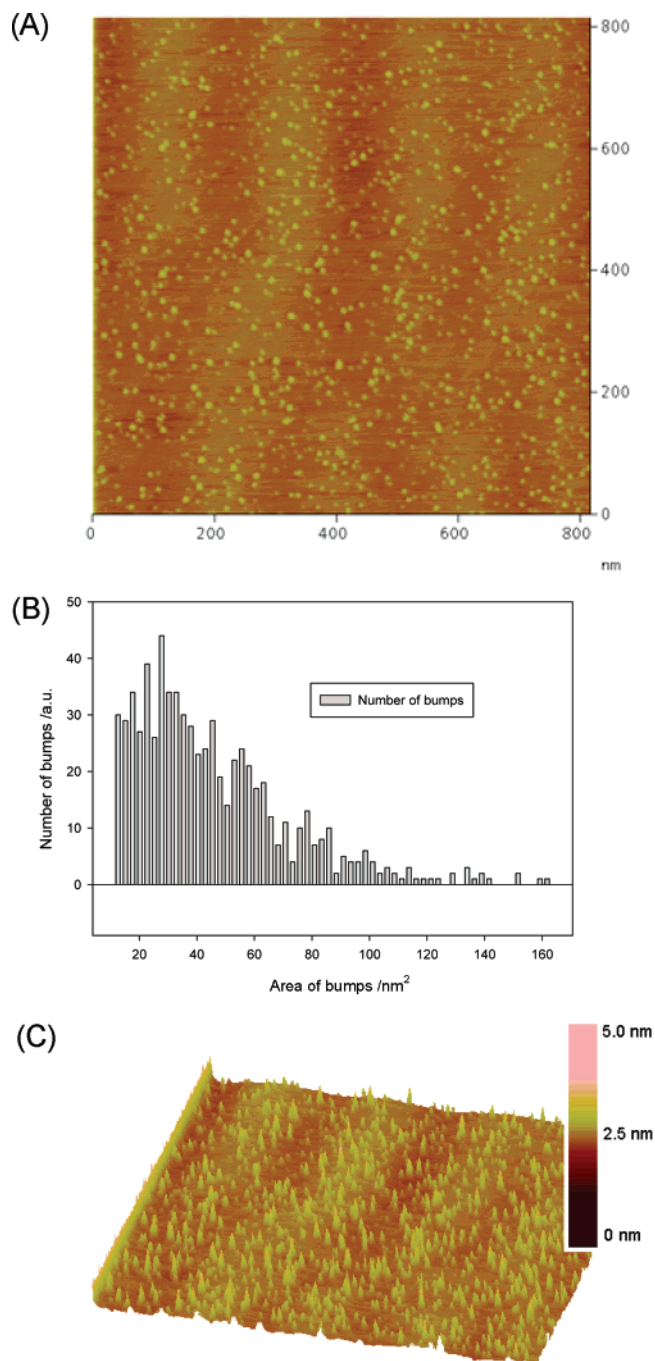 (A)
800
600
400
200
0
0 200 400 600 800
nm
(B)
50
40
30
20
10
0
Number of bumps /a.u.
Number of bumps
20 40 60 80 100 120 140 160
Area of bumps /nm²
(C)
5.0 nm
2.5 nm
0 nm